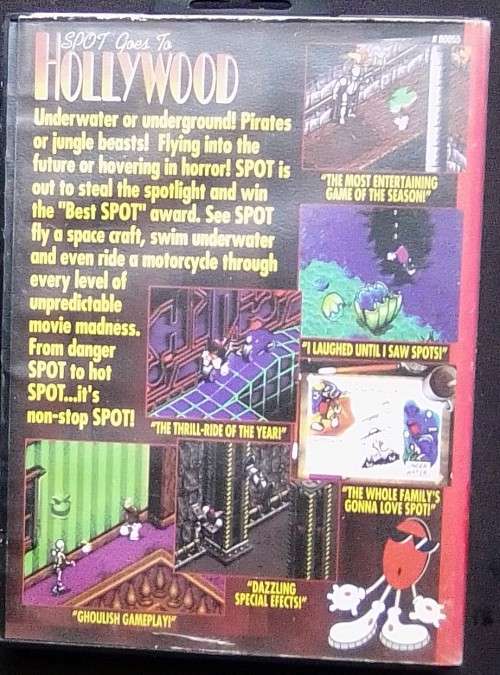 SPOT Goes To
HOLLYWOOD
Underwater or underground! Pirates
or jungle beasts! Flying into the
future or hovering in horror! SPOT is
out to steal the spotlight and win
the "Best SPOT" award. See SPOT
fly a space craft, swim underwater
and even ride a motorcycle through
every level of
unpredictable
movie madness.
From danger
SPOT to hot
SPOT...it's
non-stop SPOT!
"THE MOST ENTERTAINING
GAME OF THE SEASON!"
"I LAUGHED UNTIL I SAW SPOTS!"
"THE THRILL-RIDE OF THE YEAR!"
"THE WHOLE FAMILY'S
GONNA LOVE SPOT!"
"DAZZLING
SPECIAL EFECTS!"
"GHOULISH GAMEPLAY!"